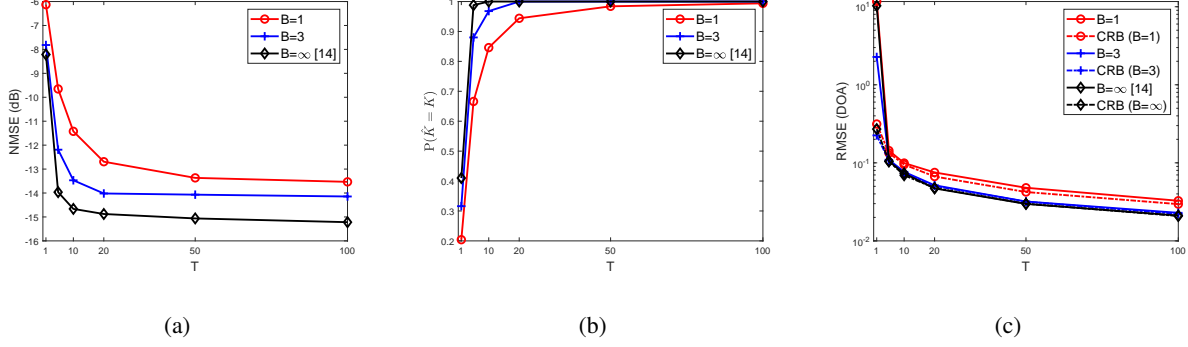 -6
-7
-8
-9
-10
-11
-12
-13
-14
-15
-16
NMSE (dB)
1 10 20 50 100
T
B=1
B=3
B=∞ [14]
(a)
1
0.9
0.8
0.7
0.6
0.5
0.4
0.3
0.2
P(K̂ = K)
1 10 20 50 100
T
B=1
B=3
B=∞ [14]
(b)
10^1
10^0
10^-1
10^-2
RMSE (DOA)
1 10 20 50 100
T
B=1
CRB (B=1)
B=3
CRB (B=3)
B=∞ [14]
CRB (B=∞)
(c)